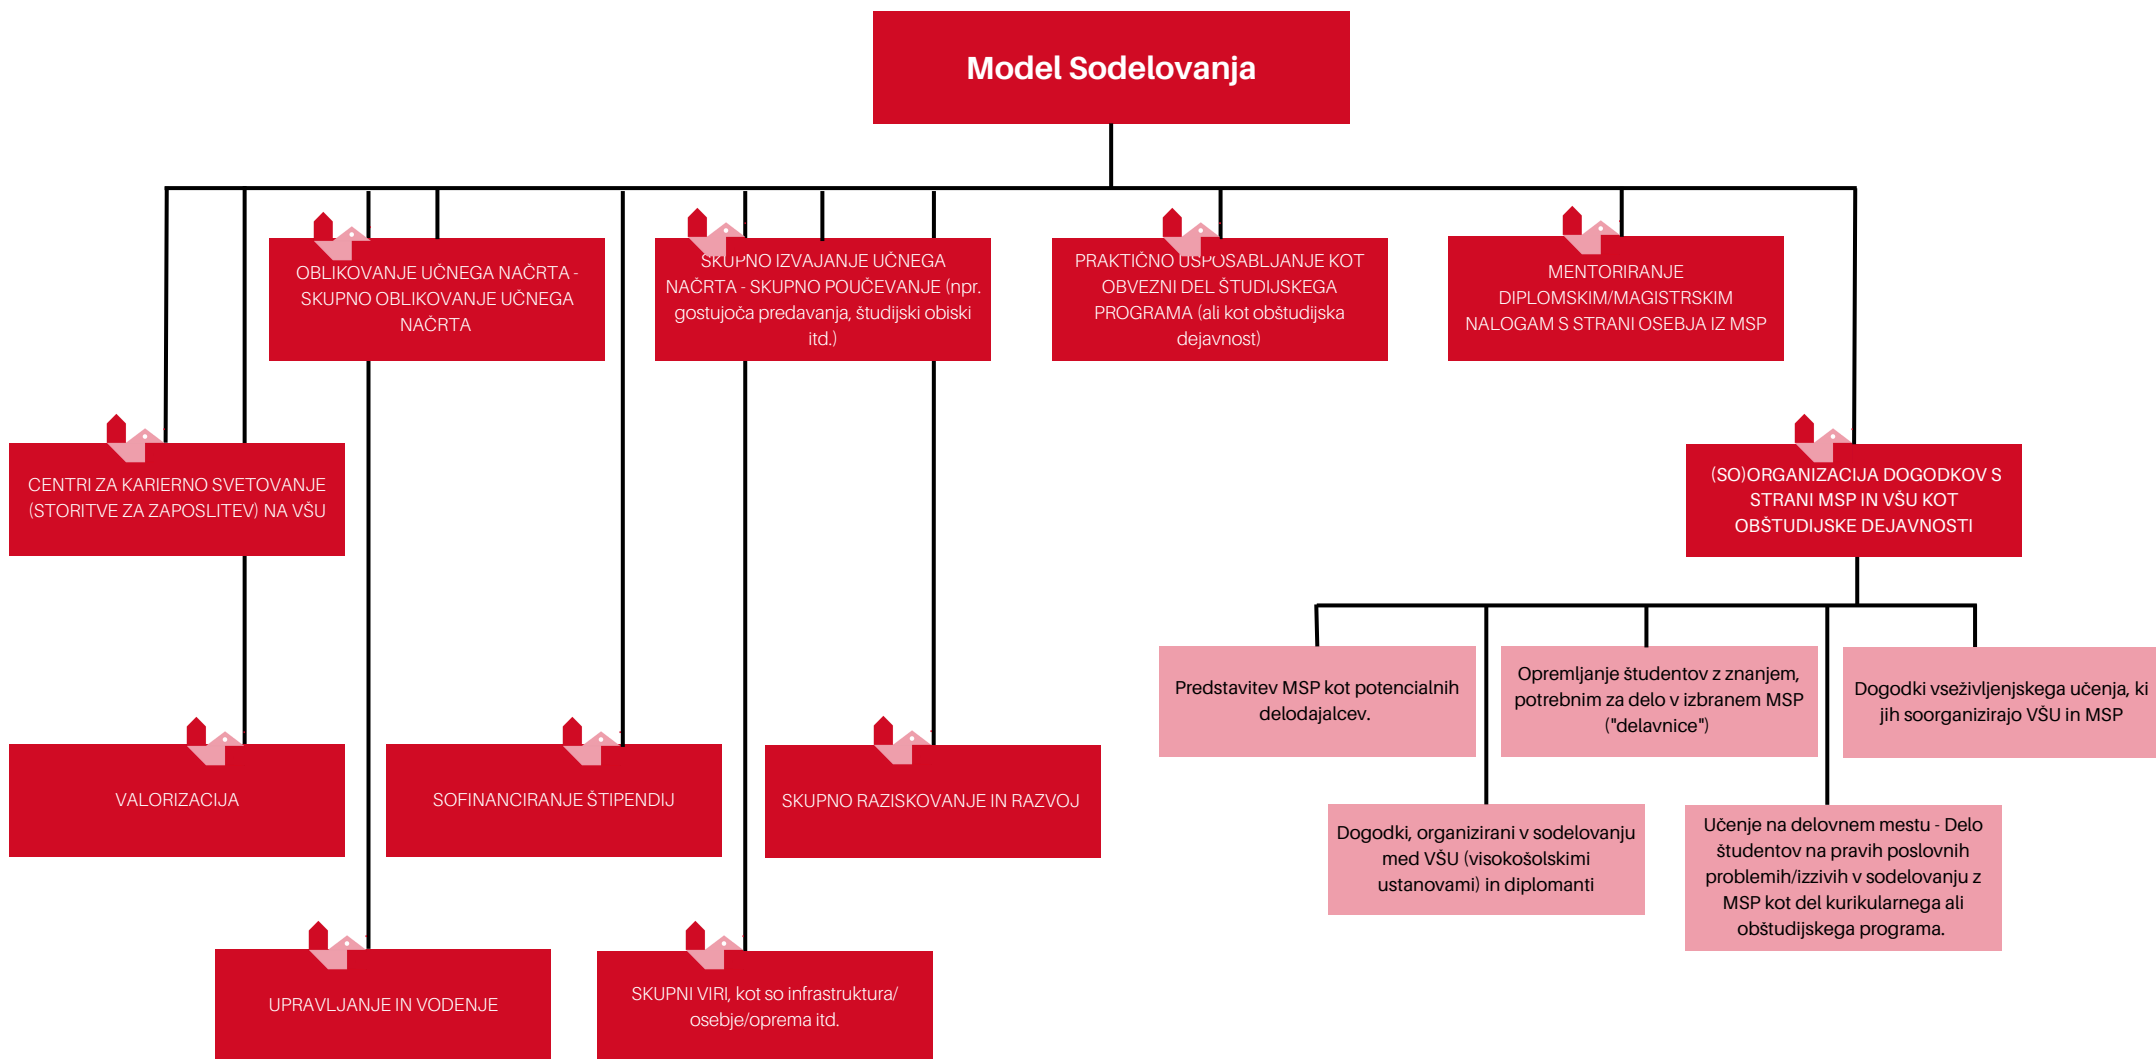 Model Sodelovanja
OBLIKOVANJE UČNEGA NAČRTA -
SKUPNO OBLIKOVANJE UČNEGA
NAČRTA
SKUPNO IZVAJANJE UČNEGA
NAČRTA - SKUPNO POUČEVANJE (npr.
gostujoča predavanja, študijski obiski
itd.)
PRAKTIČNO USPOSABLJANJE KOT
OBVEZNI DEL ŠTUDIJSKEGA
PROGRAMA (ali kot obštudijska
dejavnost)
MENTORIRANJE
DIPLOMSKIM/MAGISTRSKIM
NALOGAM S STRANI OSEBJA IZ MSP
CENTRI ZA KARIERNO SVETOVANJE
(STORITVE ZA ZAPOSLITEV) NA VŠU
(SO)ORGANIZACIJA DOGODKOV S
STRANI MSP IN VŠU KOT
OBŠTUDIJSKE DEJAVNOSTI
Predstavitev MSP kot potencialnih
delodajalcev.
Opremljanje študentov z znanjem,
potrebnim za delo v izbranem MSP
("delavnice")
Dogodki vseživljenjskega učenja, ki
jih soorganizirajo VŠU in MSP
VALORIZACIJA
SOFINANCIRANJE ŠTIPENDIJ
SKUPNO RAZISKOVANJE IN RAZVOJ
Dogodki, organizirani v sodelovanju
med VŠU (visokošolskimi
ustanovami) in diplomanti
Učenje na delovnem mestu - Delo
študentov na pravih poslovnih
problemih/izzivih v sodelovanju z
MSP kot del kurikularnega ali
obštudijskega programa.
UPRAVLJANJE IN VODENJE
SKUPNI VIRI, kot so infrastruktura/
osebje/oprema itd.